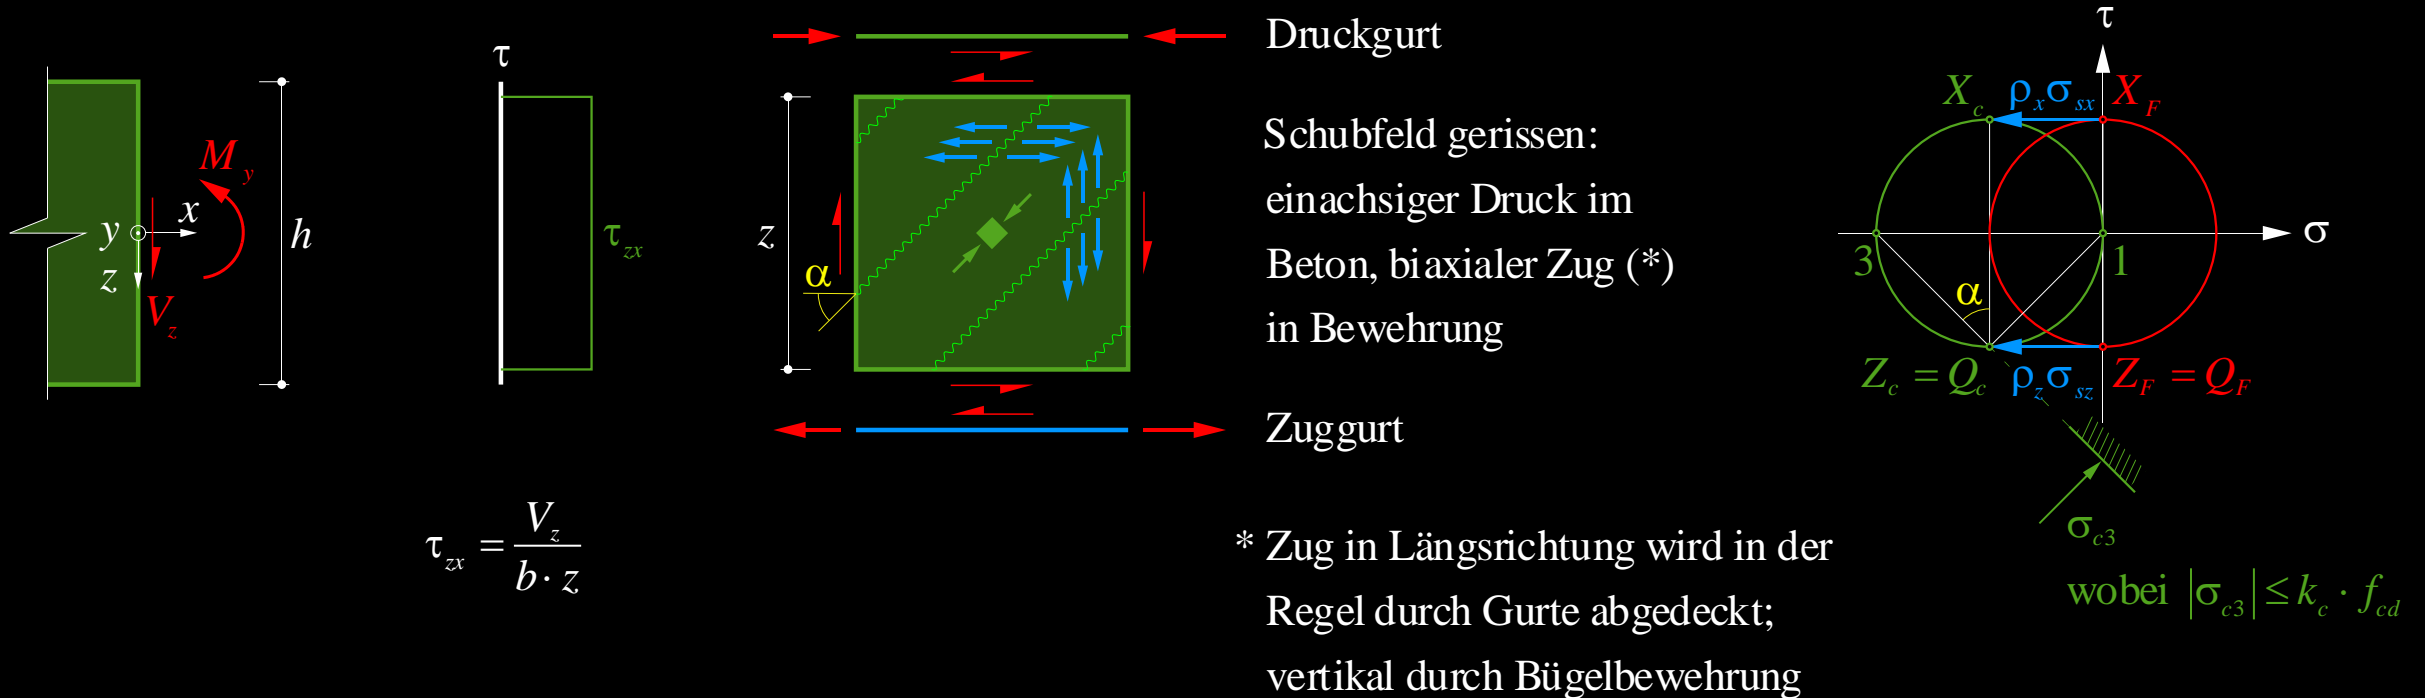 M_y
x
y
z
V_z
h
τ
τ_zx
τ_zx = V_z / (b · z)
z
α
Druckgurt
Schubfeld gerissen:
einachsiger Druck im
Beton, biaxialer Zug (*)
in Bewehrung
Zuggurt
* Zug in Längsrichtung wird in der
Regel durch Gurte abgedeckt;
vertikal durch Bügelbewehrung
τ
X_c ρ_x σ_sx X_F
σ
3 1
α
Z_c = Q_c ρ_z σ_sz Z_F = Q_F
σ_c3
wobei |σ_c3| ≤ k_c · f_cd